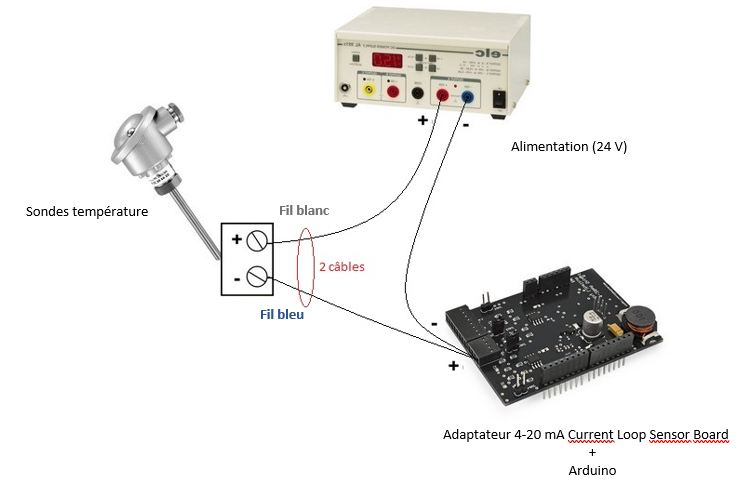 elc
+
-
Alimentation (24 V)
Sondes température
Fil blanc
+
2 câbles
-
Fil bleu
-
+
Adaptateur 4-20 mA Current Loop Sensor Board
+
Arduino